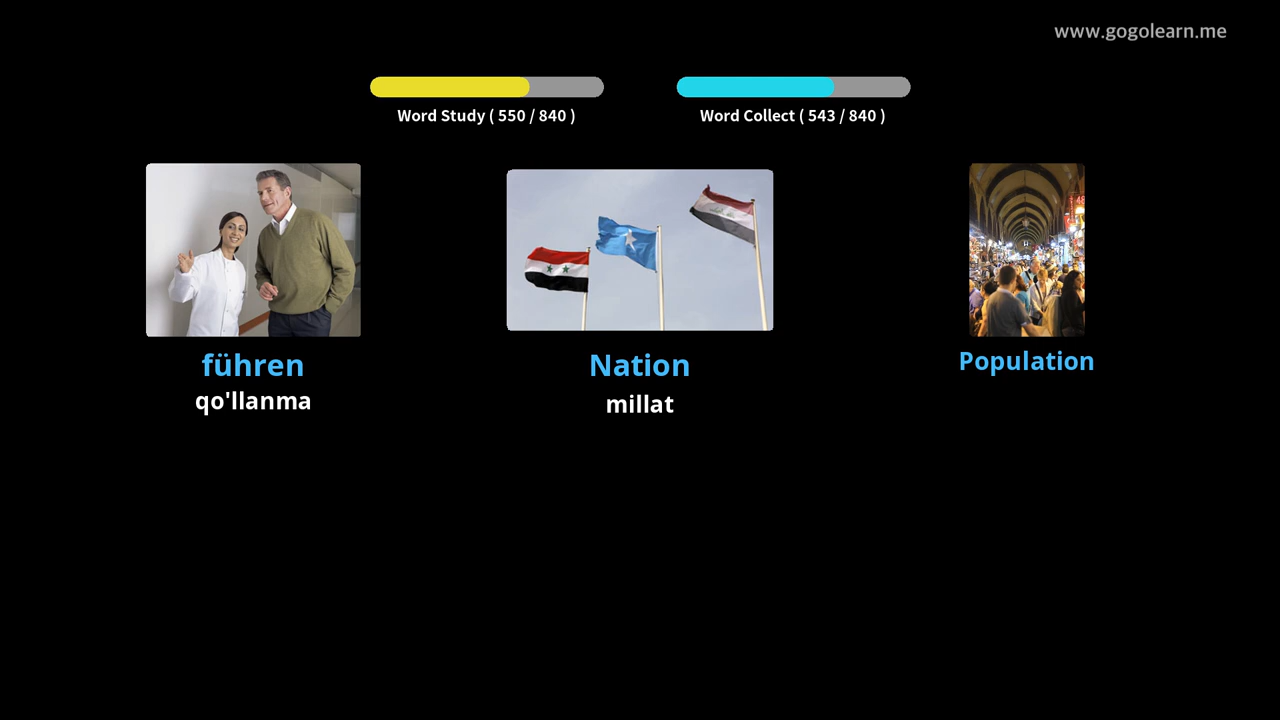 www.gogolearn.me
Word Study ( 550 / 840 )
Word Collect ( 543 / 840 )
führen
qo'llanma
Nation
millat
Population